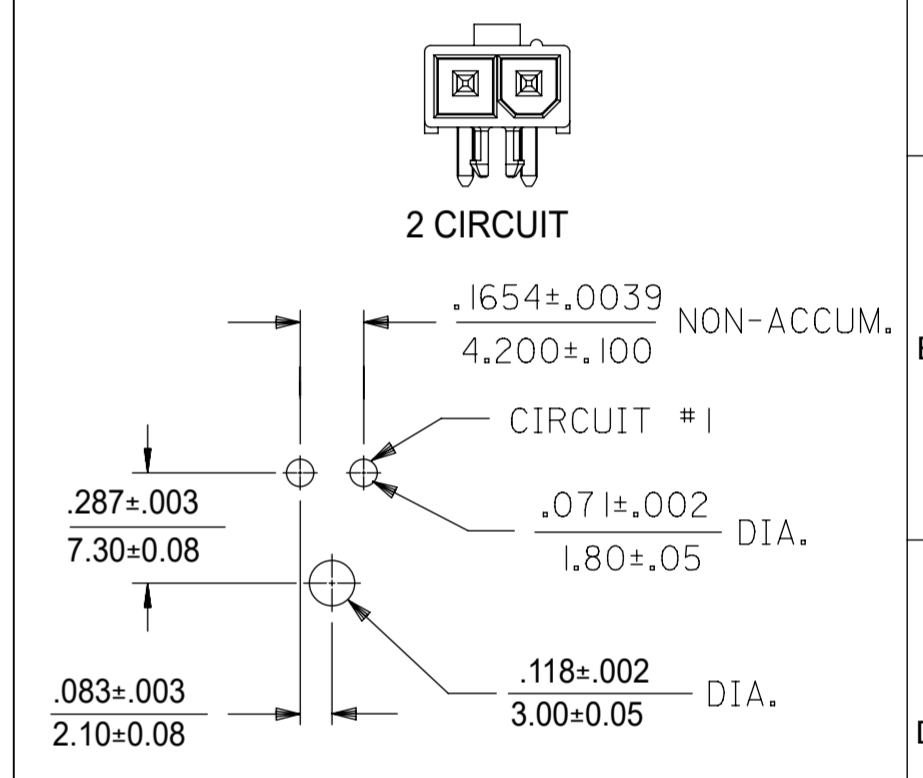 2 CIRCUIT
.1654±.0039
4.200±.100
NON-ACCUM.
CIRCUIT #1
.287±.003
7.30±0.08
.071±.002
1.80±.05
DIA.
.083±.003
2.10±0.08
.118±.002
3.00±0.05
DIA.